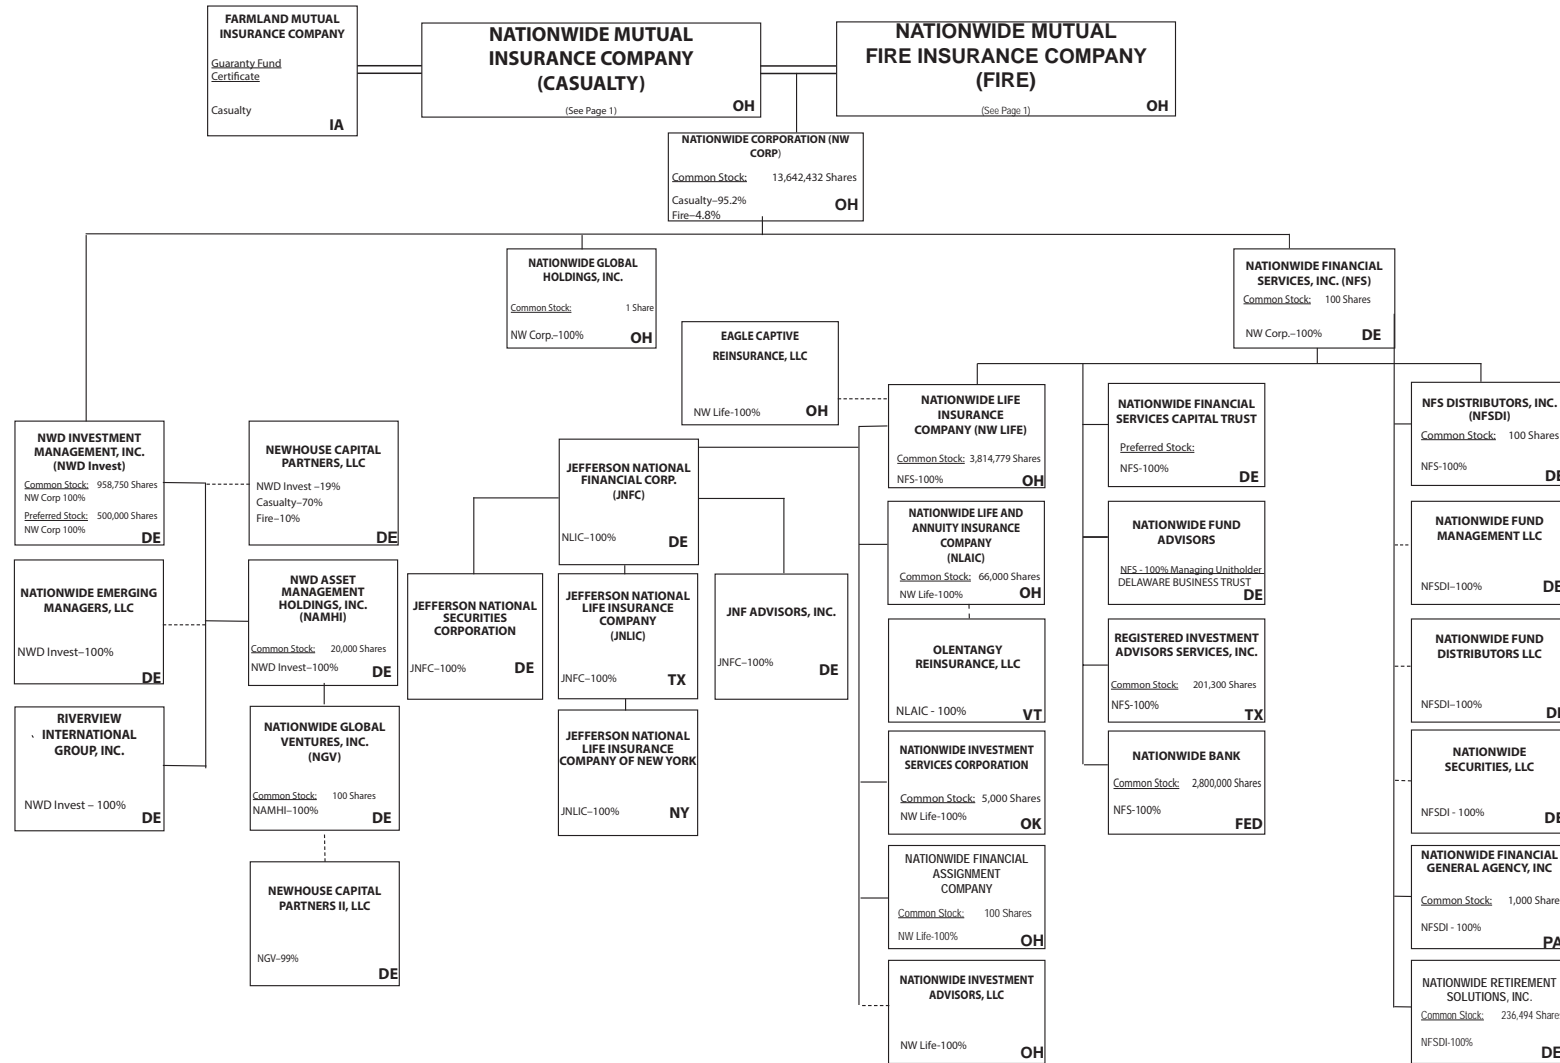 FARMLAND MUTUAL
INSURANCE COMPANY
Guaranty Fund
Certificate
Casualty
IA
NATIONWIDE MUTUAL
INSURANCE COMPANY
(CASUALTY)
(See Page 1)
OH
NATIONWIDE MUTUAL
FIRE INSURANCE COMPANY
(FIRE)
(See Page 1)
OH
NATIONWIDE CORPORATION (NW
CORP)
Common Stock: 13,642,432 Shares
Casualty–95.2%
Fire–4.8%
OH
NATIONWIDE GLOBAL
HOLDINGS, INC.
Common Stock: 1 Share
NW Corp.–100%
OH
NATIONWIDE FINANCIAL
SERVICES, INC. (NFS)
Common Stock: 100 Shares
NW Corp.–100%
DE
EAGLE CAPTIVE
REINSURANCE, LLC
NW Life-100%
OH
NWD INVESTMENT
MANAGEMENT, INC.
(NWD Invest)
Common Stock: 958,750 Shares
NW Corp 100%
Preferred Stock: 500,000 Shares
NW Corp 100%
DE
NEWHOUSE CAPITAL
PARTNERS, LLC
NWD Invest –19%
Casualty–70%
Fire–10%
DE
JEFFERSON NATIONAL
FINANCIAL CORP.
(JNFC)
NLIC–100%
DE
NATIONWIDE LIFE
INSURANCE
COMPANY (NW LIFE)
Common Stock: 3,814,779 Shares
NFS-100%
OH
NATIONWIDE FINANCIAL
SERVICES CAPITAL TRUST
Preferred Stock:
NFS-100%
DE
NFS DISTRIBUTORS, INC.
(NFSDI)
Common Stock: 100 Shares
NFS-100%
DE
NATIONWIDE EMERGING
MANAGERS, LLC
NWD Invest–100%
DE
NWD ASSET
MANAGEMENT
HOLDINGS, INC.
(NAMHI)
Common Stock: 20,000 Shares
NWD Invest–100%
DE
JEFFERSON NATIONAL
SECURITIES
CORPORATION
JNFC–100%
DE
JEFFERSON NATIONAL
LIFE INSURANCE
COMPANY
(JNLIC)
JNFC–100%
TX
JNF ADVISORS, INC.
JNFC–100%
DE
NATIONWIDE LIFE AND
ANNUITY INSURANCE
COMPANY
(NLAIC)
Common Stock: 66,000 Shares
NW Life-100%
OH
NATIONWIDE FUND
ADVISORS
NFS - 100% Managing Unitholder
DELAWARE BUSINESS TRUST
DE
NATIONWIDE FUND
MANAGEMENT LLC
NFSDI–100%
DE
OLENTANGY
REINSURANCE, LLC
NLAIC - 100%
VT
REGISTERED INVESTMENT
ADVISORS SERVICES, INC.
Common Stock: 201,300 Shares
NFS-100%
TX
NATIONWIDE FUND
DISTRIBUTORS LLC
NFSDI–100%
DE
RIVERVIEW
INTERNATIONAL
GROUP, INC.
NWD Invest – 100%
DE
NATIONWIDE GLOBAL
VENTURES, INC.
(NGV)
Common Stock: 100 Shares
NAMHI–100%
DE
JEFFERSON NATIONAL
LIFE INSURANCE
COMPANY OF NEW YORK
JNLIC–100%
NY
NATIONWIDE INVESTMENT
SERVICES CORPORATION
Common Stock: 5,000 Shares
NW Life-100%
OK
NATIONWIDE BANK
Common Stock: 2,800,000 Shares
NFS-100%
FED
NATIONWIDE
SECURITIES, LLC
NFSDI - 100%
DE
NEWHOUSE CAPITAL
PARTNERS II, LLC
NGV–99%
DE
NATIONWIDE FINANCIAL
ASSIGNMENT
COMPANY
Common Stock: 100 Shares
NW Life-100%
OH
NATIONWIDE FINANCIAL
GENERAL AGENCY, INC
Common Stock: 1,000 Share
NFSDI - 100%
PA
NATIONWIDE INVESTMENT
ADVISORS, LLC
NW Life-100%
OH
NATIONWIDE RETIREMENT
SOLUTIONS, INC.
Common Stock: 236,494 Shares
NFSDI-100%
DE